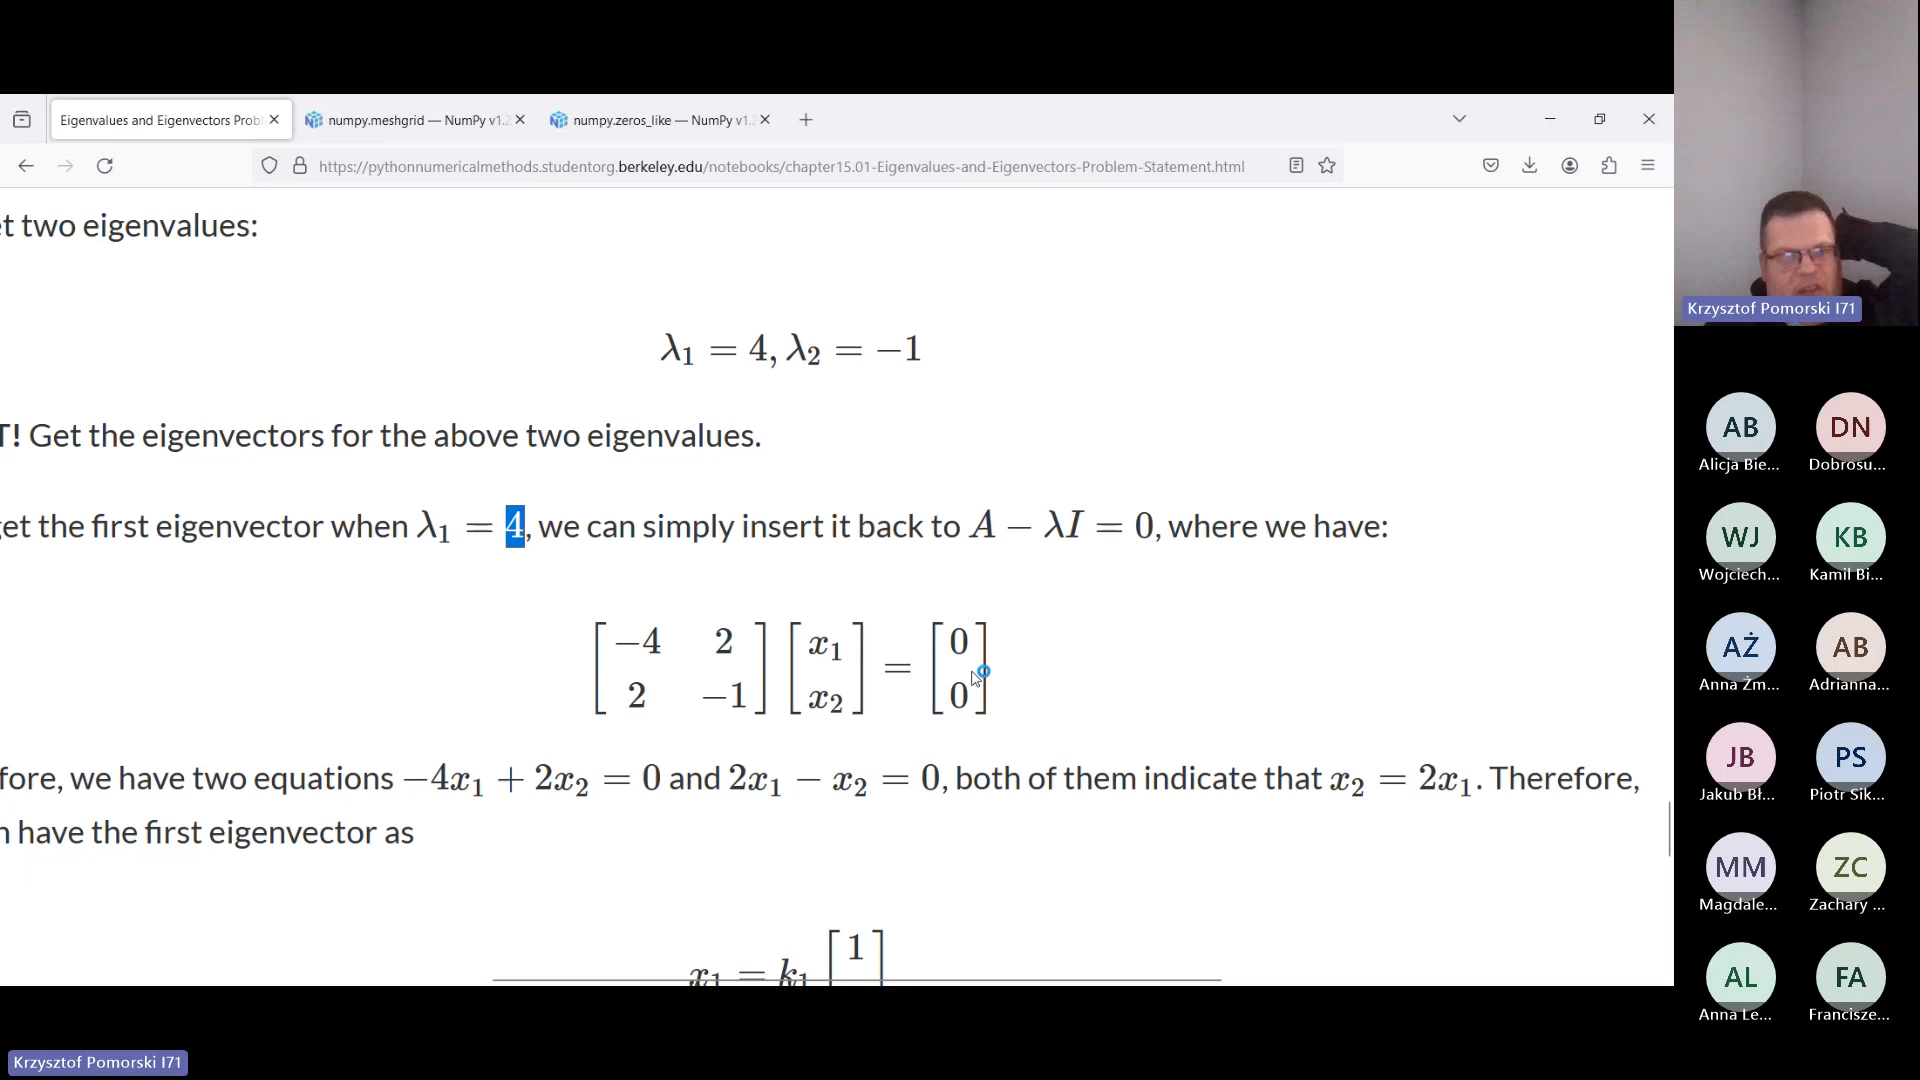 Eigenvalues and Eigenvectors Probl
numpy.meshgrid — NumPy v1.2
numpy.zeros_like — NumPy v1.
https://pythonnumericalmethods.studentorg.berkeley.edu/notebooks/chapter15.01-Eigenvalues-and-Eigenvectors-Problem-Statement.html
et two eigenvalues:
λ₁ = 4, λ₂ = −1
T! Get the eigenvectors for the above two eigenvalues.
get the first eigenvector when λ₁ = 4, we can simply insert it back to A − λI = 0, where we have:
[−4 2] [x₁] = [0]
[2 −1] [x₂] [0]
fore, we have two equations −4x₁ + 2x₂ = 0 and 2x₁ − x₂ = 0, both of them indicate that x₂ = 2x₁. Therefore,
n have the first eigenvector as
x₁ = k₁ [1]
Krzysztof Pomorski I71
AB
Alicja Bie...
DN
Dobrosu...
WJ
Wojciech...
KB
Kamil Bi...
AŻ
Anna Żm...
AB
Adrianna...
JB
Jakub Bł...
PS
Piotr Sik...
MM
Magdale...
ZC
Zachary ...
AL
Anna Le...
FA
Francisze...
Krzysztof Pomorski I71